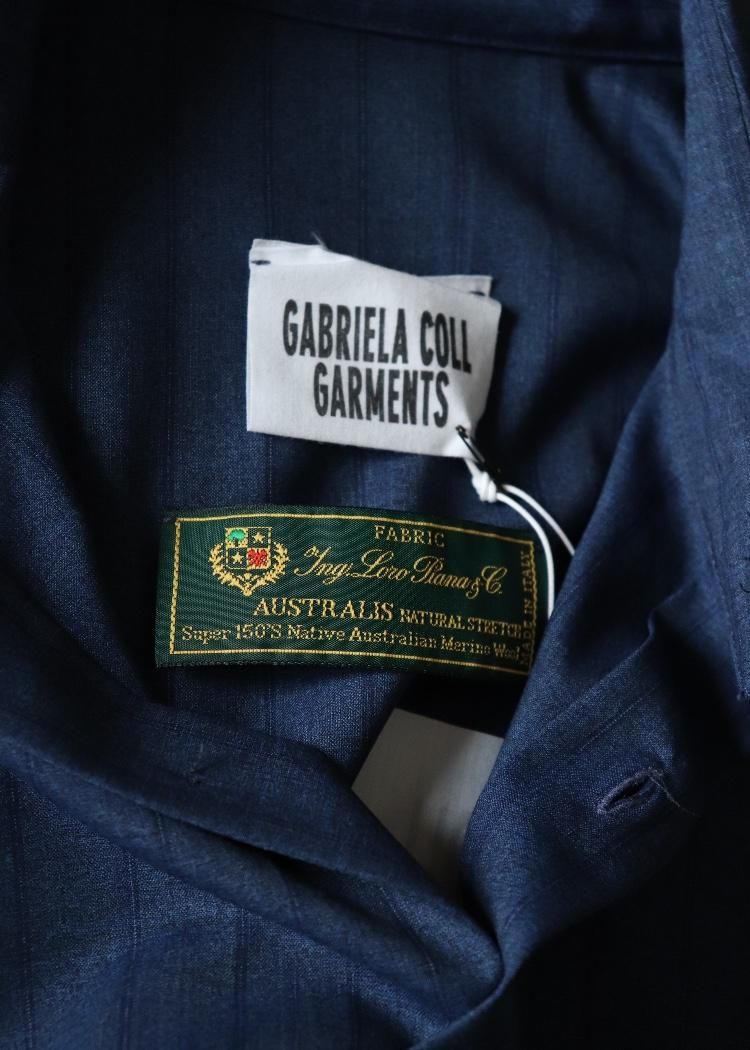 GABRIELA COLL
GARMENTS
FABRIC
Ing. Loro Piana & C.
AUSTRALIS NATURAL STRETCH
Super 150'S Native Australian Merino Wool
MADE IN ITALY